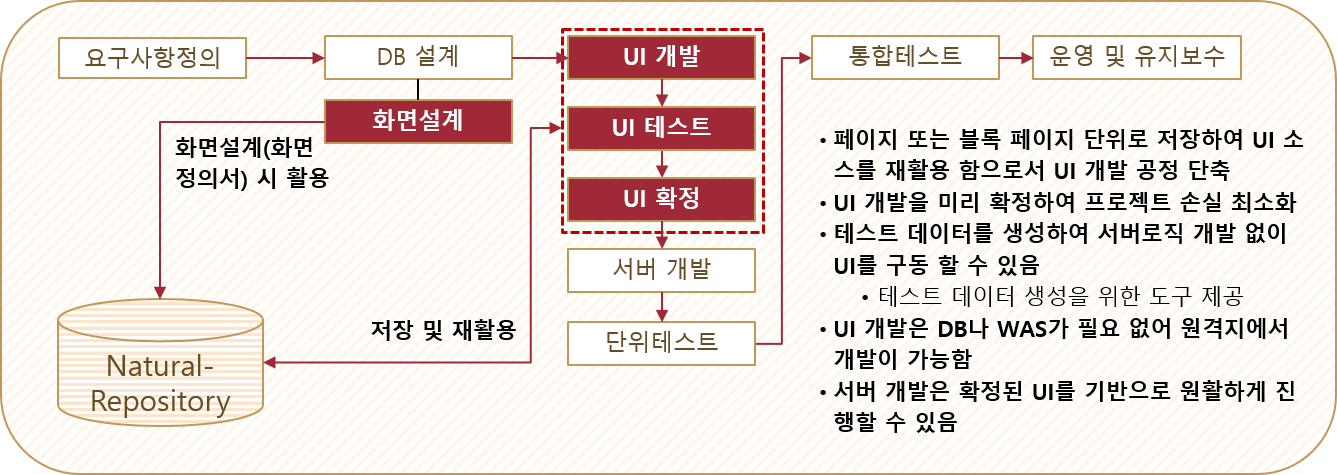 요구사항정의
DB 설계
UI 개발
통합테스트
운영 및 유지보수
화면설계
UI 테스트
화면설계(화면
정의서) 시 활용
UI 확정
서버 개발
저장 및 재활용
단위테스트
Natural-
Repository
• 페이지 또는 블록 페이지 단위로 저장하여 UI 소
스를 재활용 함으로서 UI 개발 공정 단축
• UI 개발을 미리 확정하여 프로젝트 손실 최소화
• 테스트 데이터를 생성하여 서버로직 개발 없이
UI를 구동 할 수 있음
• 테스트 데이터 생성을 위한 도구 제공
• UI 개발은 DB나 WAS가 필요 없어 원격지에서
개발이 가능함
• 서버 개발은 확정된 UI를 기반으로 원활하게 진
행할 수 있음